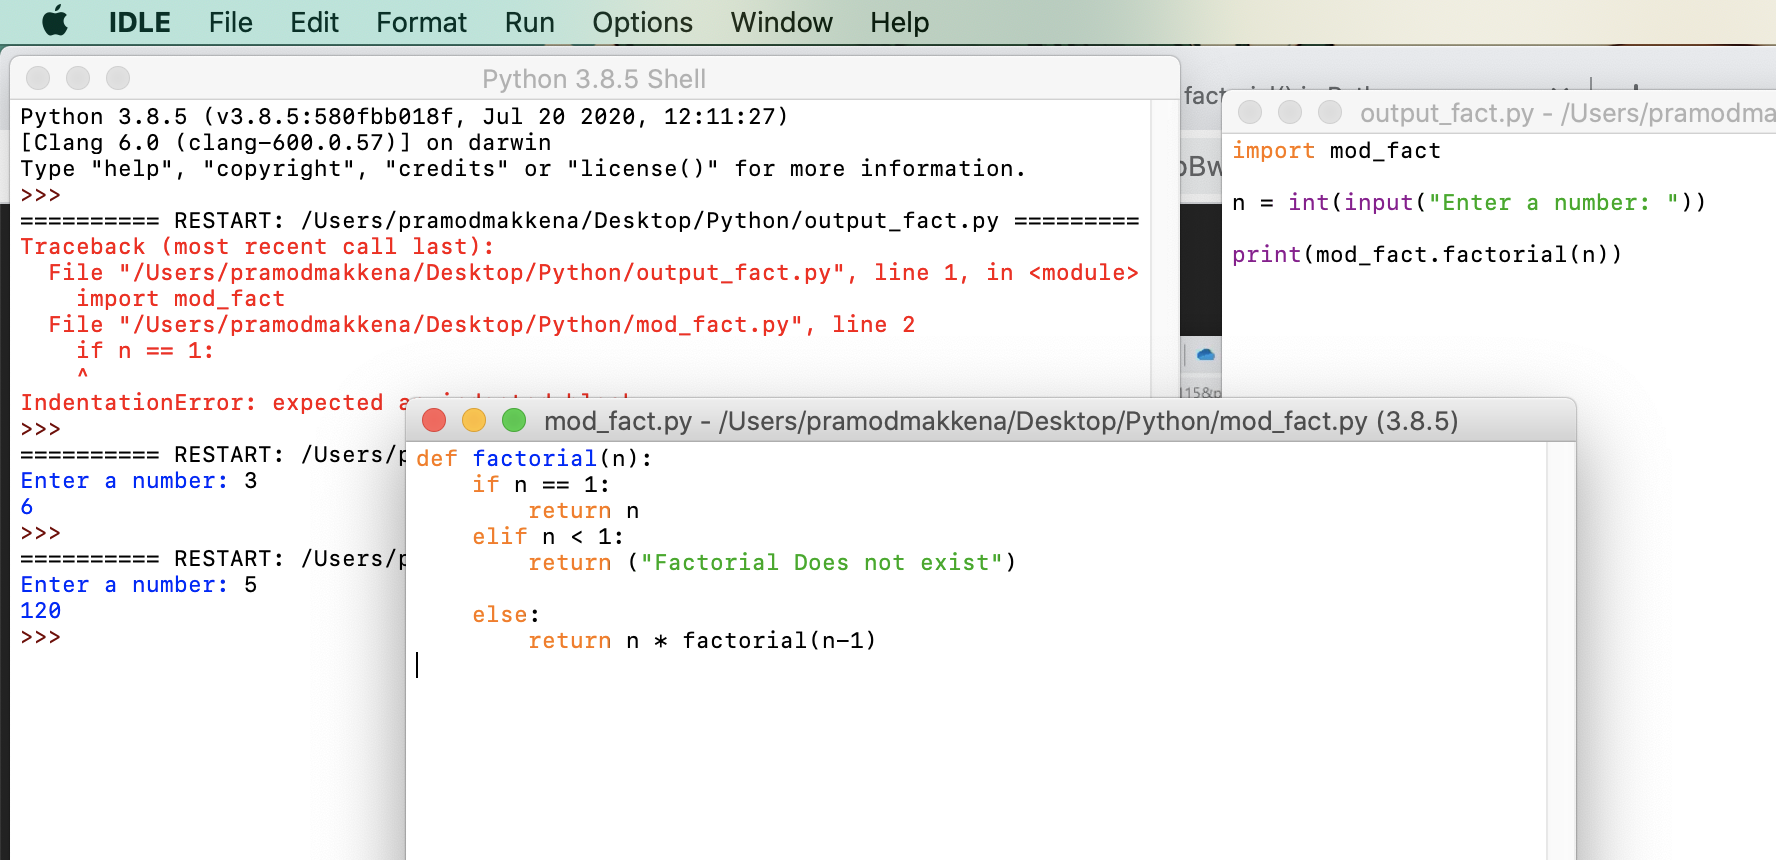 IDLE File Edit Format Run Options Window Help
Python 3.8.5 Shell
Python 3.8.5 (v3.8.5:580fbb018f, Jul 20 2020, 12:11:27)
[Clang 6.0 (clang-600.0.57)] on darwin
Type "help", "copyright", "credits" or "license()" for more information.
>>>
========== RESTART: /Users/pramodmakkena/Desktop/Python/output_fact.py =========
Traceback (most recent call last):
  File "/Users/pramodmakkena/Desktop/Python/output_fact.py", line 1, in <module>
    import mod_fact
  File "/Users/pramodmakkena/Desktop/Python/mod_fact.py", line 2
    if n == 1:
    ^
IndentationError: expected an indented block
>>>
========== RESTART: /Users/p
Enter a number: 3
6
>>>
========== RESTART: /Users/p
Enter a number: 5
120
>>>
output_fact.py - /Users/pramodma
import mod_fact
n = int(input("Enter a number: "))
print(mod_fact.factorial(n))
mod_fact.py - /Users/pramodmakkena/Desktop/Python/mod_fact.py (3.8.5)
def factorial(n):
    if n == 1:
        return n
    elif n < 1:
        return ("Factorial Does not exist")
    else:
        return n * factorial(n-1)